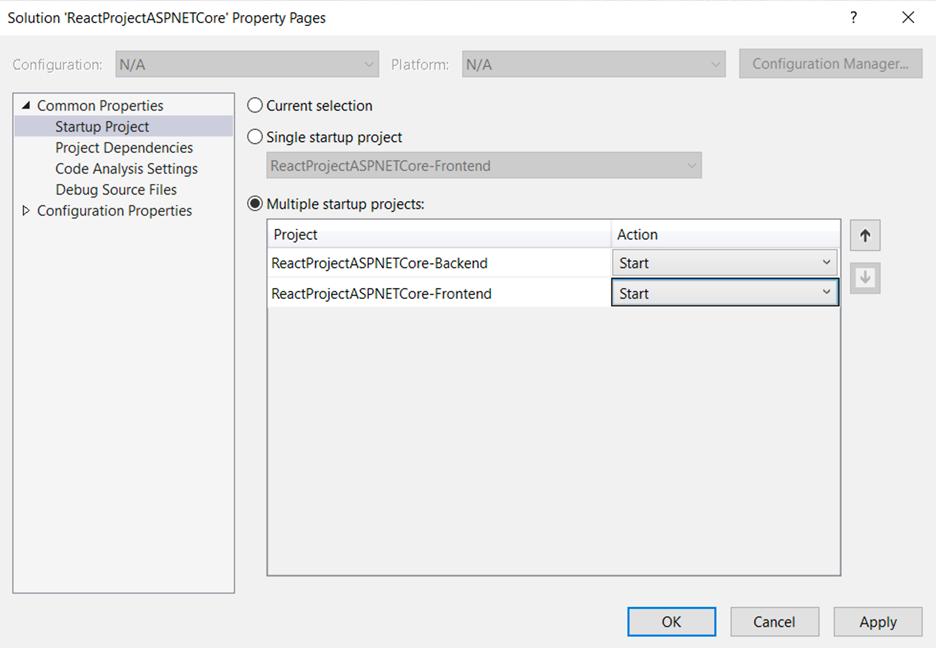 Solution 'ReactProjectASPNETCore' Property Pages
?
Configuration: N/A Platform: N/A Configuration Manager...
Common Properties
Startup Project
Project Dependencies
Code Analysis Settings
Debug Source Files
Configuration Properties
Current selection
Single startup project
ReactProjectASPNETCore-Frontend
Multiple startup projects:
Project Action
ReactProjectASPNETCore-Backend Start
ReactProjectASPNETCore-Frontend Start
OK Cancel Apply